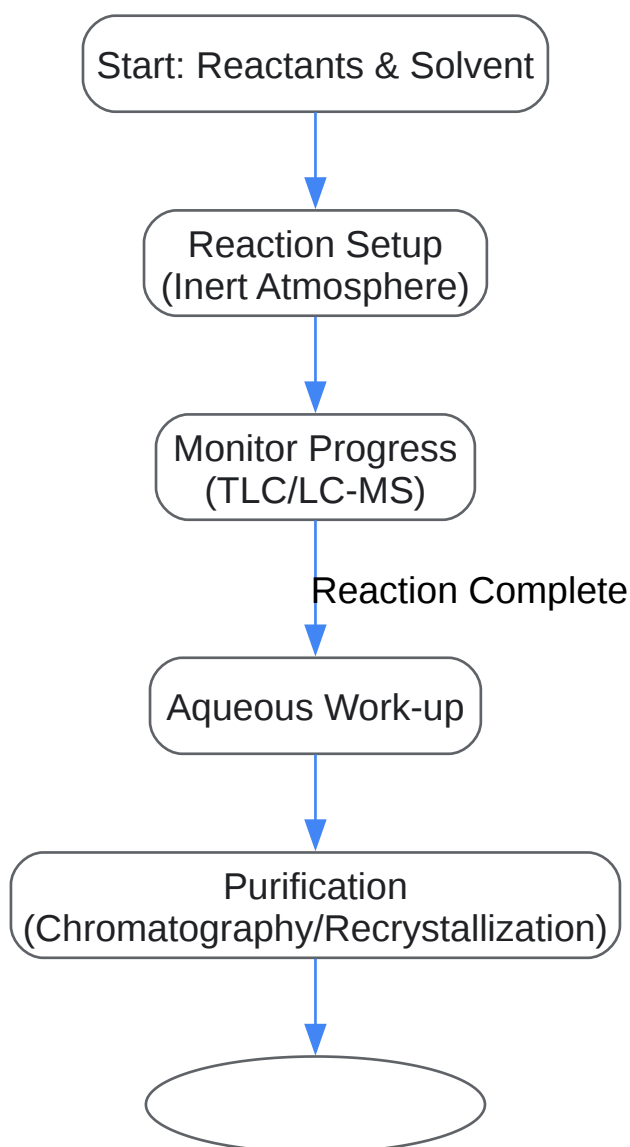 Start: Reactants & Solvent
Reaction Setup
(Inert Atmosphere)
Monitor Progress
(TLC/LC-MS)
Reaction Complete
Aqueous Work-up
Purification
(Chromatography/Recrystallization)